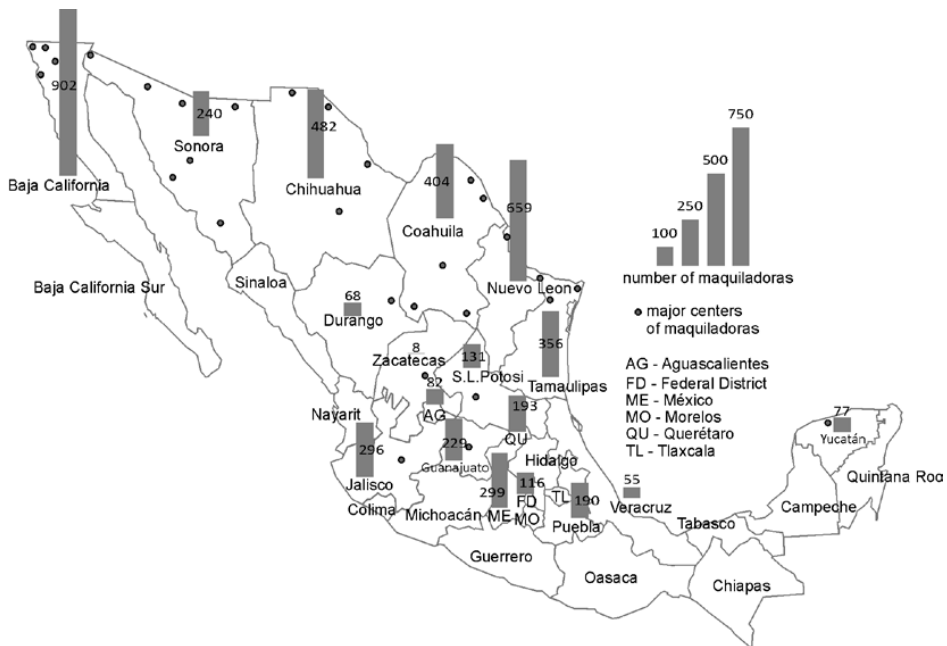 902
Baja California
240
Sonora
482
Chihuahua
404
Coahuila
659
Nuevo Leon
750
500
250
100
number of maquiladoras
major centers
of maquiladoras
AG - Aguascalientes
FD - Federal District
ME - México
MO - Morelos
QU - Querétaro
TL - Tlaxcala
Baja California Sur
Sinaloa
68
Durango
8
Zacatecas
131
S.L.Potosi
356
Tamaulipas
82
AG
Nayarit
193
QU
296
Jalisco
229
Guanajuato
Hidalgo
77
Yucatán
Quintana Roo
Colima
Michoacán
299
ME
116
FD
MO
TL
190
Puebla
55
Veracruz
Tabasco
Campeche
Guerrero
Oasaca
Chiapas